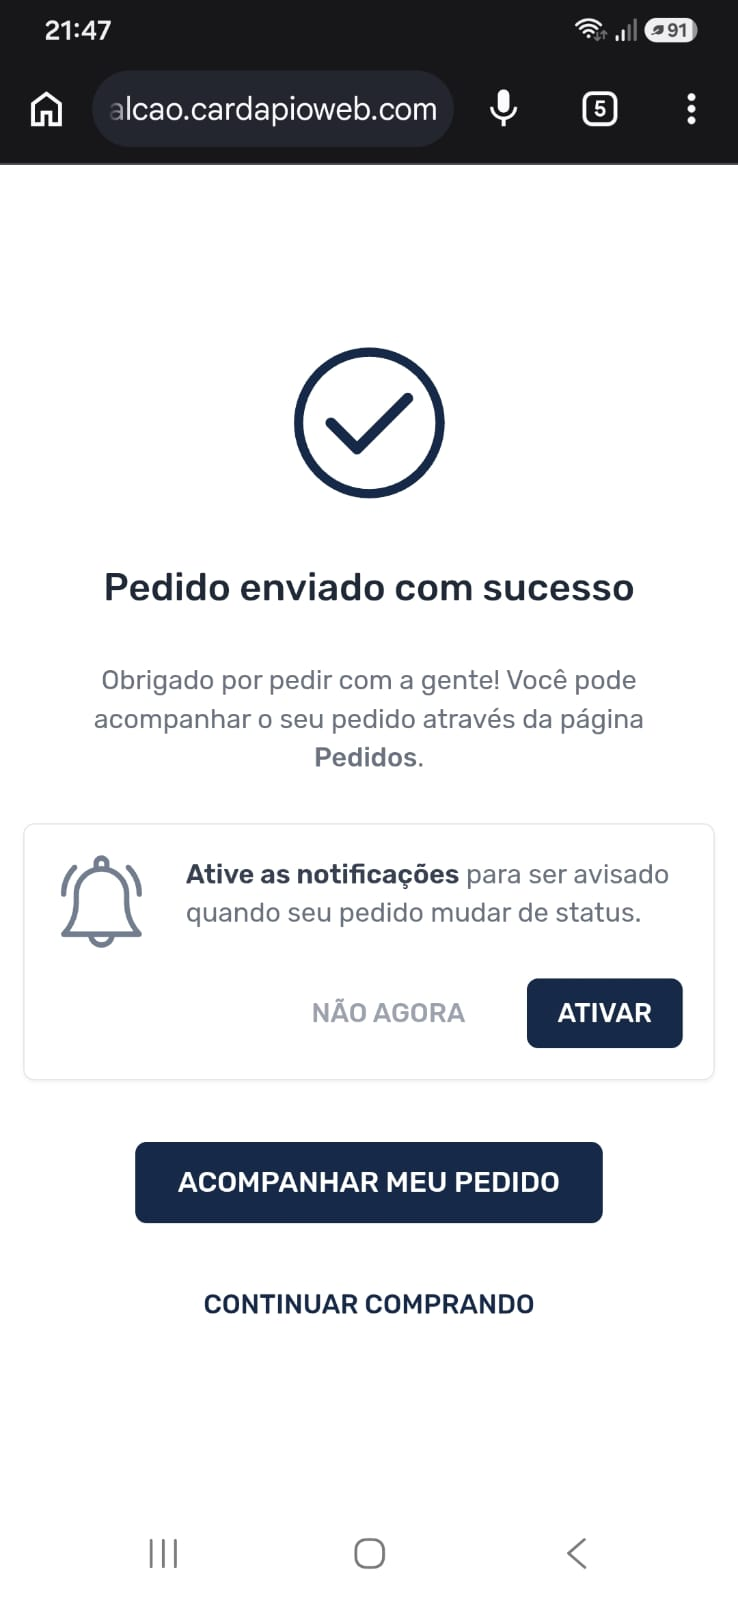 21:47
91
alcao.cardapioweb.com
5
Pedido enviado com sucesso
Obrigado por pedir com a gente! Você pode
acompanhar o seu pedido através da página
Pedidos.
Ative as notificações para ser avisado
quando seu pedido mudar de status.
NÃO AGORA
ATIVAR
ACOMPANHAR MEU PEDIDO
CONTINUAR COMPRANDO